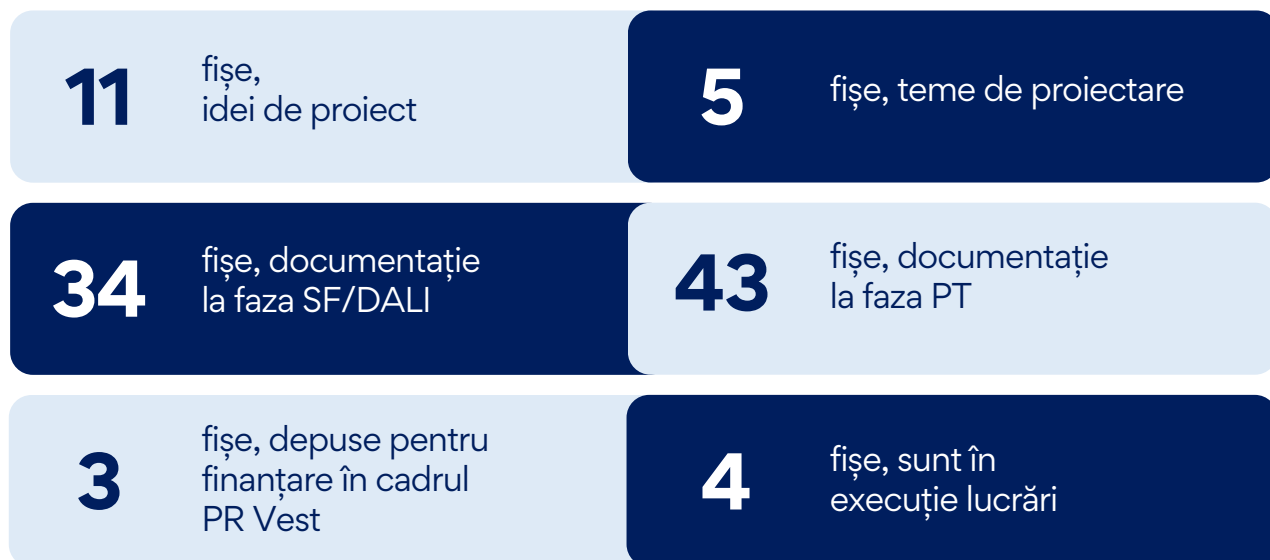 11
fișe,
idei de proiect
5
fișe, teme de proiectare
34
fișe, documentație
la faza SF/DALI
43
fișe, documentație
la faza PT
3
fișe, depuse pentru
finanțare în cadrul
PR Vest
4
fișe, sunt în
execuție lucrări